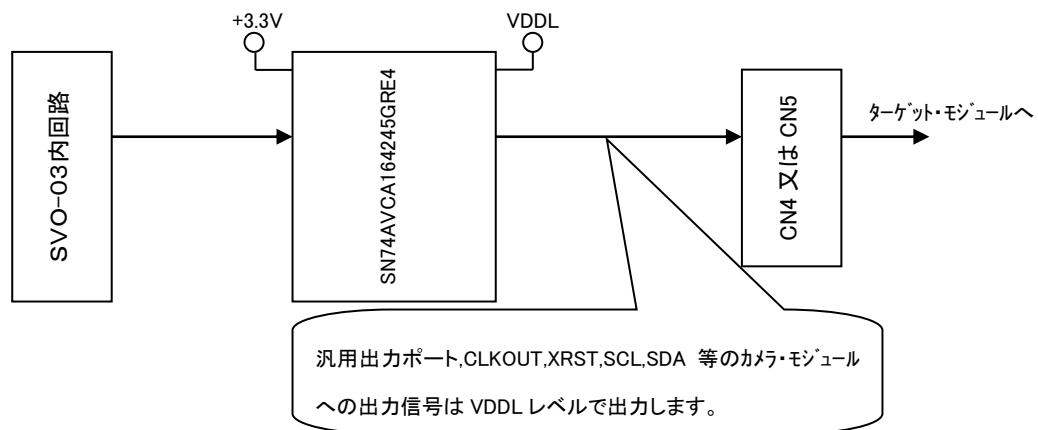 +3.3V
VDDL
SVO-03内回路
SN74AVCA164245GRE4
CN4 又は CN5
ﾀｰｹﾞｯﾄ・ﾓｼﾞｭｰﾙへ
汎用出力ポート,CLKOUT,XRST,SCL,SDA 等のｶﾒﾗ・ﾓｼﾞｭｰﾙ
への出力信号は VDDL レベルで出力します。